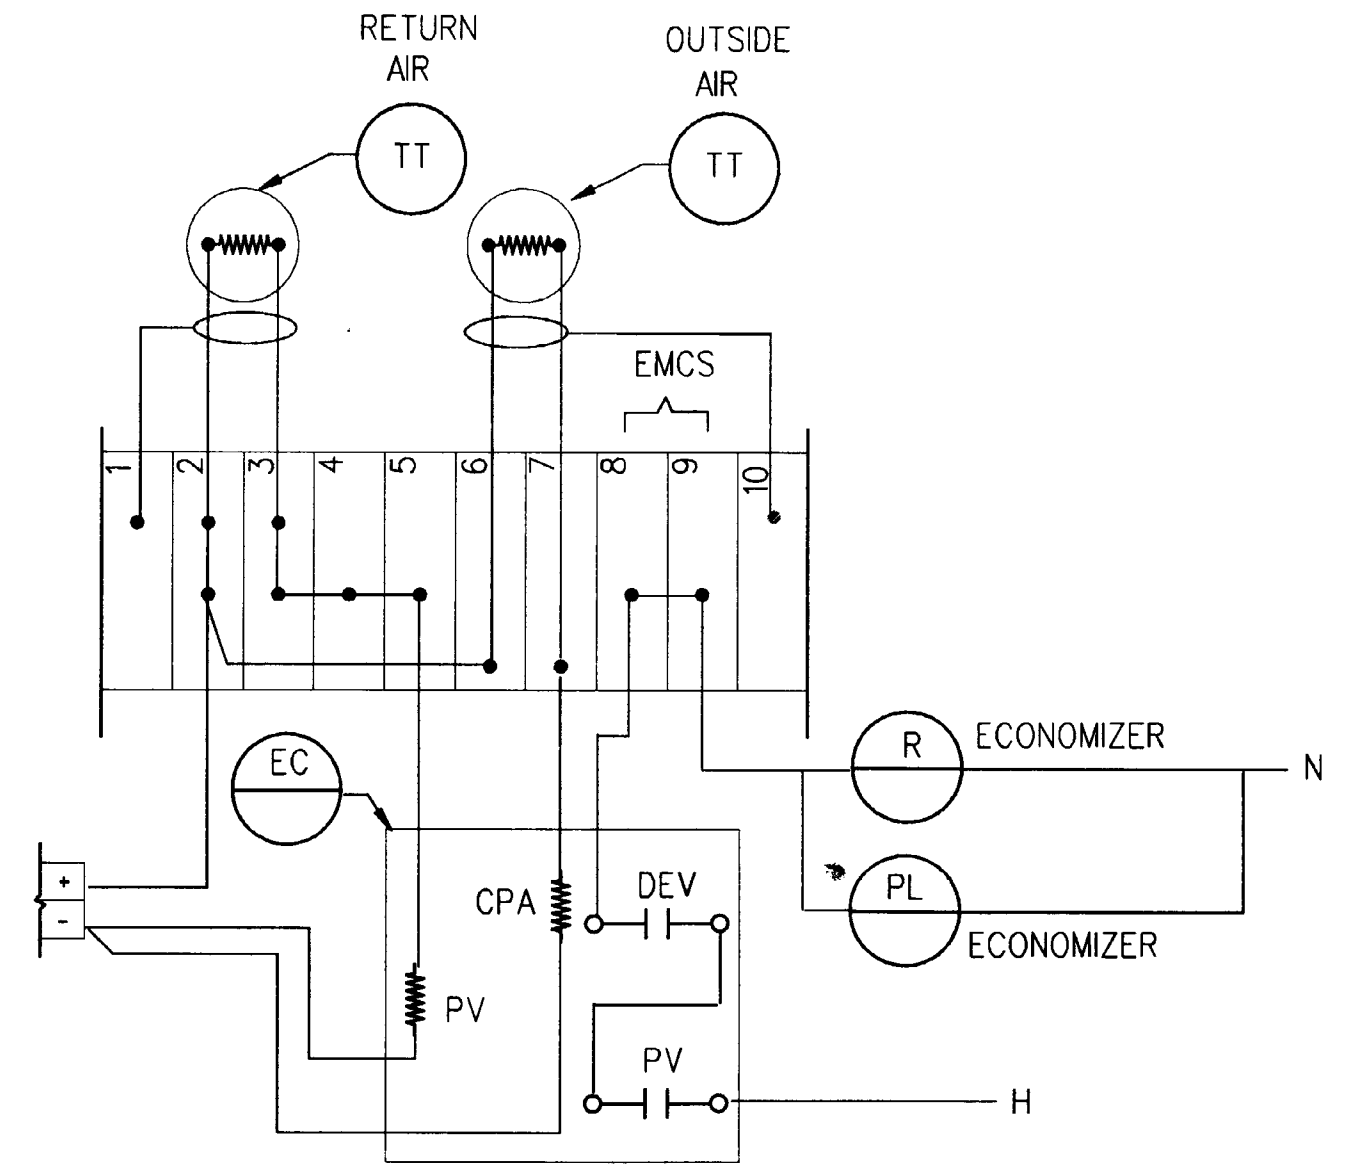 RETURN
AIR
OUTSIDE
AIR
TT
TT
EMCS
1
2
3
4
5
6
7
8
9
10
R
ECONOMIZER
N
EC
+
-
CPA
DEV
PL
ECONOMIZER
PV
PV
H